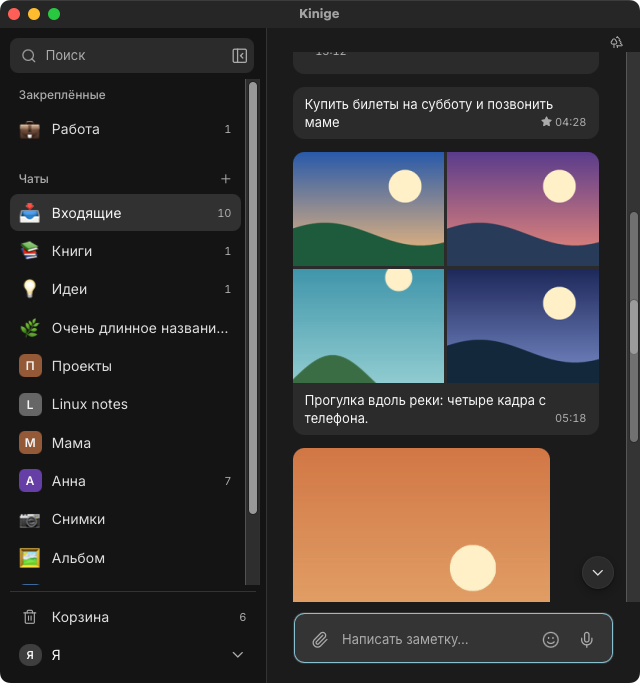 Kinige
Поиск
Закреплённые
Работа 1
Чаты
Входящие 10
Книги 1
Идеи 1
Очень длинное названи...
П Проекты
L Linux notes
М Мама
А Анна 7
Снимки
Альбом
Корзина 6
Я Я
Купить билеты на субботу и позвонить
маме
04:28
Прогулка вдоль реки: четыре кадра с
телефона.
05:18
Написать заметку...